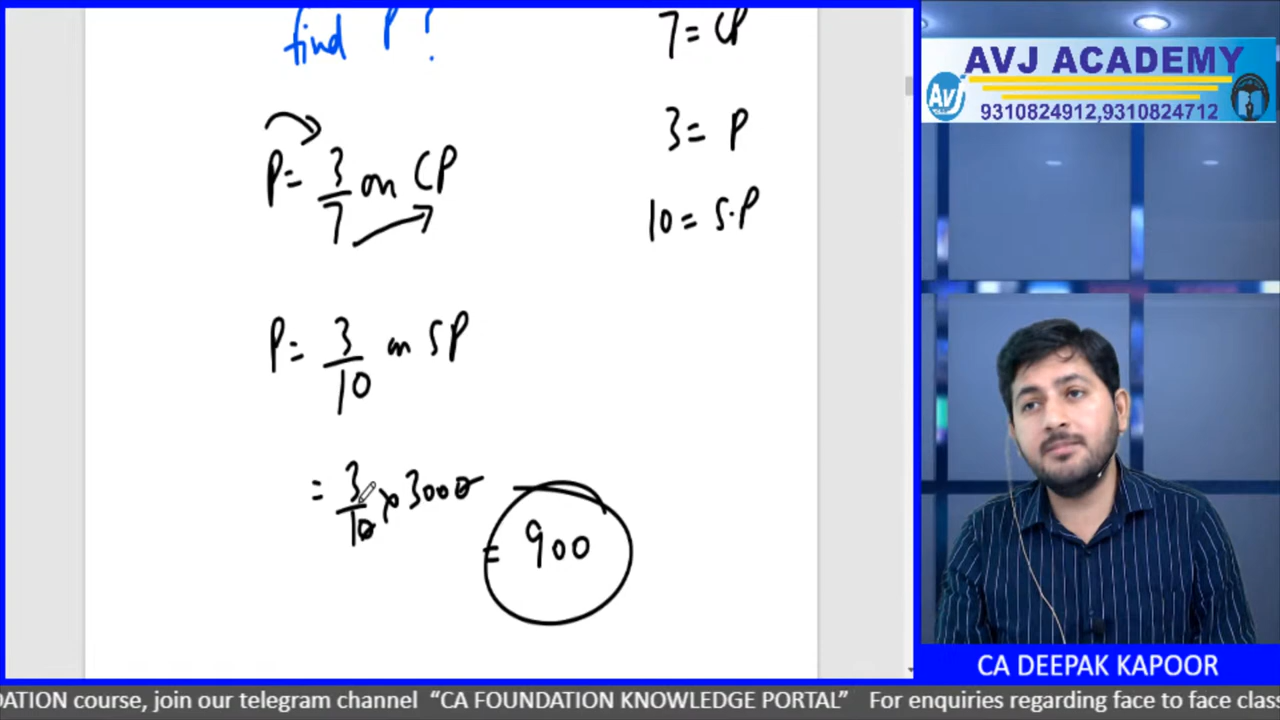 find P?
7 = CP
3 = P
10 = S.P
P = 3/7 on CP
P = 3/10 on SP
= 3/10 x 3000
= 900
AVJ ACADEMY
AV
9310824912,9310824712
CA DEEPAK KAPOOR
DATION course, join our telegram channel "CA FOUNDATION KNOWLEDGE PORTAL" For enquiries regarding face to face class